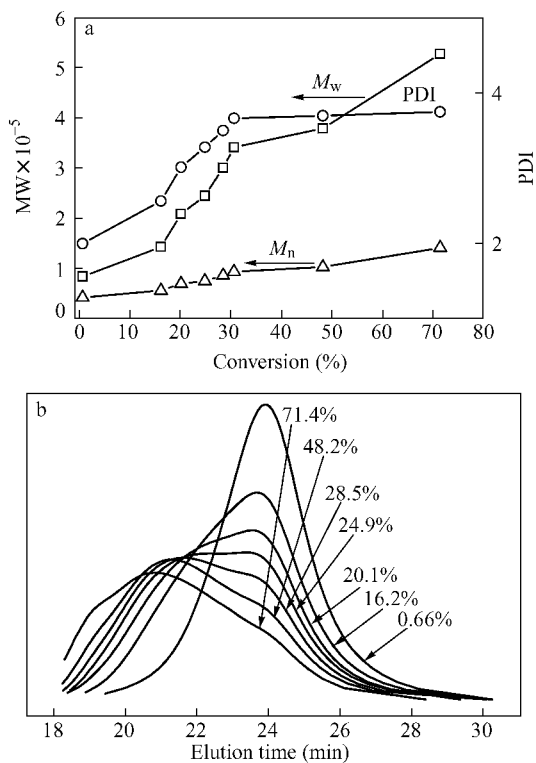 a
6
5
4
3
2
1
0
MW×10⁻⁵
4
2
PDI
Mw
PDI
Mn
0 10 20 30 40 50 60 70 80
Conversion (%)
b
71.4%
48.2%
28.5%
24.9%
20.1%
16.2%
0.66%
18 20 22 24 26 28 30
Elution time (min)